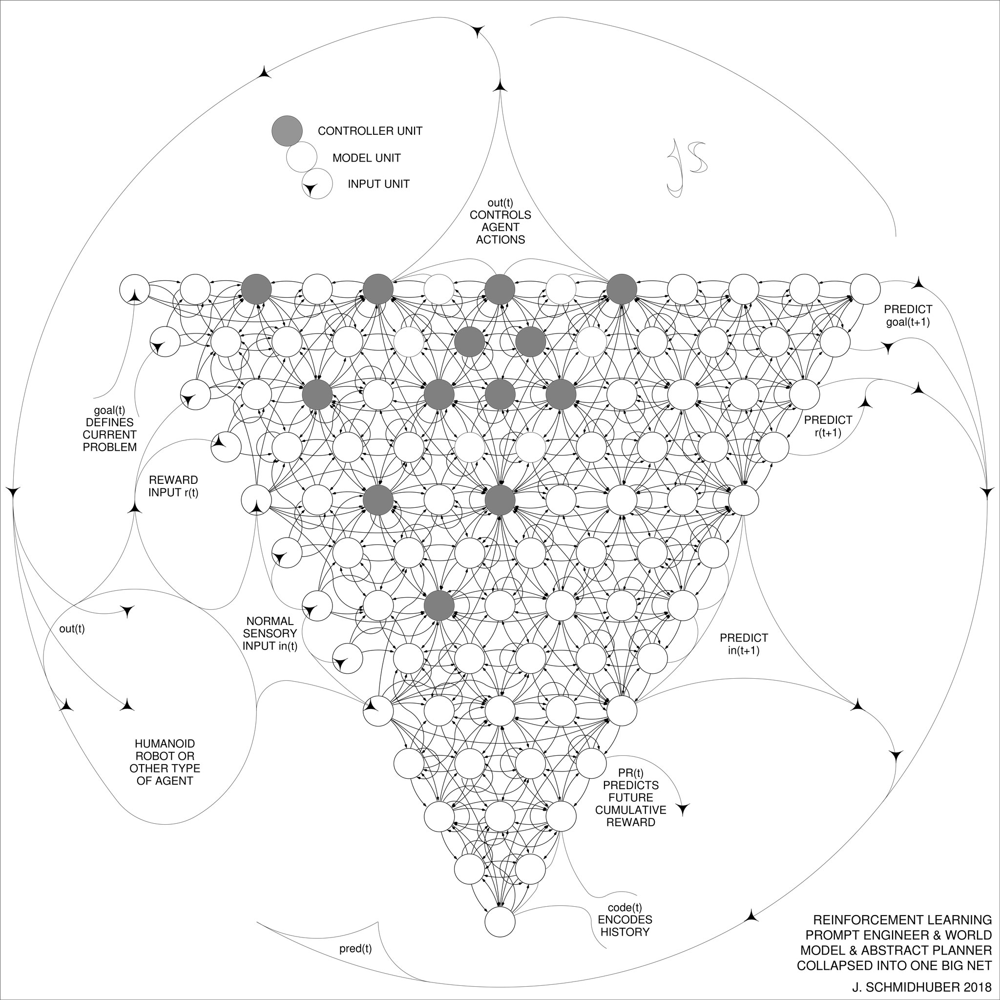 CONTROLLER UNIT
MODEL UNIT
INPUT UNIT
js
out(t)
CONTROLS
AGENT
ACTIONS
PREDICT
goal(t+1)
goal(t)
DEFINES
CURRENT
PROBLEM
PREDICT
r(t+1)
REWARD
INPUT r(t)
out(t)
NORMAL
SENSORY
INPUT in(t)
PREDICT
in(t+1)
HUMANOID
ROBOT OR
OTHER TYPE
OF AGENT
PR(t)
PREDICTS
FUTURE
CUMULATIVE
REWARD
code(t)
ENCODES
HISTORY
pred(t)
REINFORCEMENT LEARNING
PROMPT ENGINEER & WORLD
MODEL & ABSTRACT PLANNER
COLLAPSED INTO ONE BIG NET
J. SCHMIDHUBER 2018